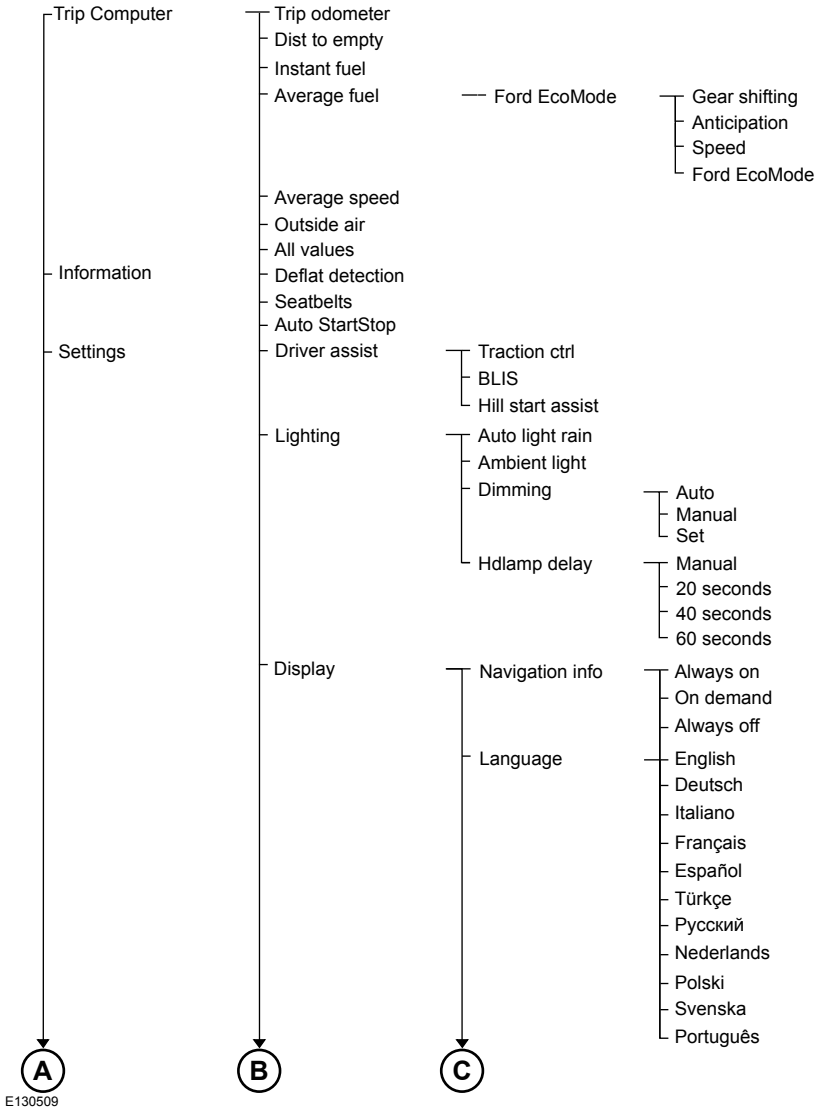 Trip Computer
Trip odometer
Dist to empty
Instant fuel
Average fuel
Ford EcoMode
Gear shifting
Anticipation
Speed
Ford EcoMode
Average speed
Outside air
All values
Information
Deflat detection
Seatbelts
Auto StartStop
Settings
Driver assist
Traction ctrl
BLIS
Hill start assist
Lighting
Auto light rain
Ambient light
Dimming
Auto
Manual
Set
Hdlamp delay
Manual
20 seconds
40 seconds
60 seconds
Display
Navigation info
Always on
On demand
Always off
Language
English
Deutsch
Italiano
Français
Español
Türkçe
Русский
Nederlands
Polski
Svenska
Português
A
B
C
E130509